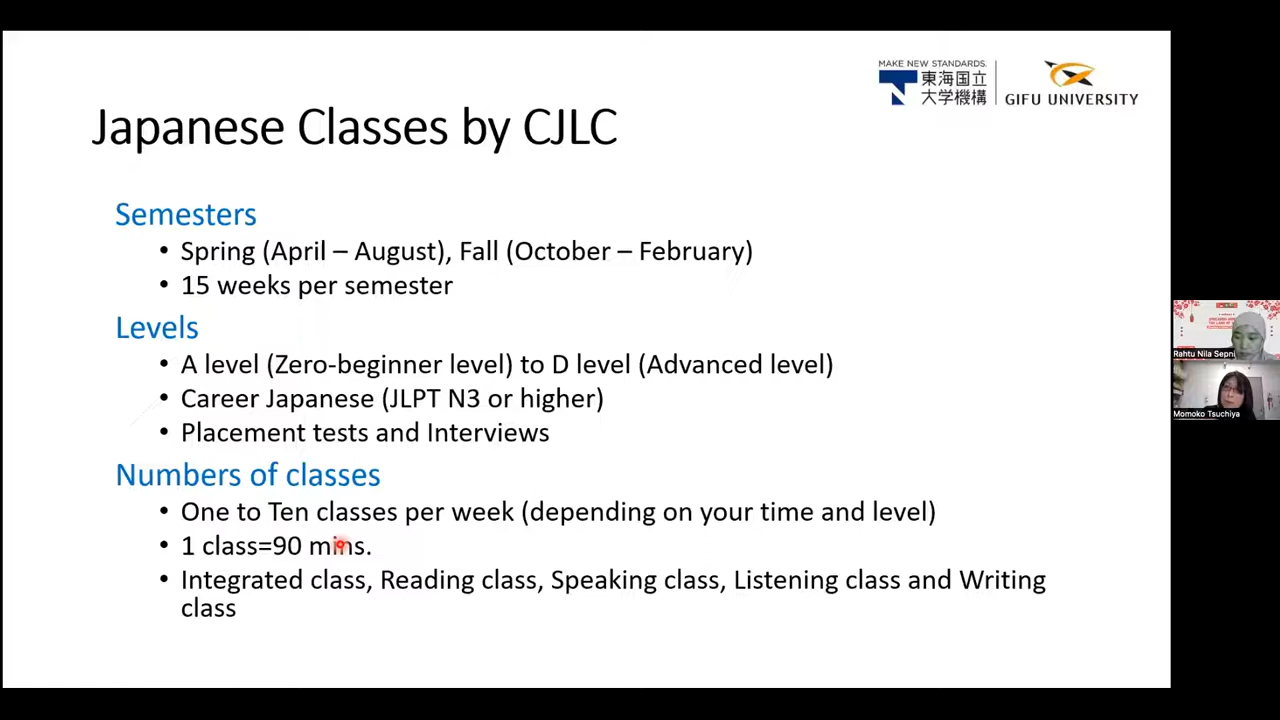 MAKE NEW STANDARDS.
東海国立
大学機構
GIFU UNIVERSITY
Japanese Classes by CJLC
Semesters
• Spring (April – August), Fall (October – February)
• 15 weeks per semester
Levels
• A level (Zero-beginner level) to D level (Advanced level)
• Career Japanese (JLPT N3 or higher)
• Placement tests and Interviews
Numbers of classes
• One to Ten classes per week (depending on your time and level)
• 1 class=90 mins.
• Integrated class, Reading class, Speaking class, Listening class and Writing
class
Rahtu Nila Sepni
Momoko Tsuchiya